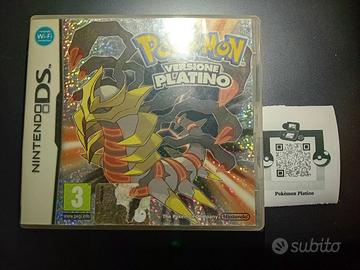 Wi-Fi
NINTENDO DS
POKÉMON
VERSIONE
PLATINO
3
www.pegi.info
The Pokémon Company
Nintendo
Pokémon Platino
subito